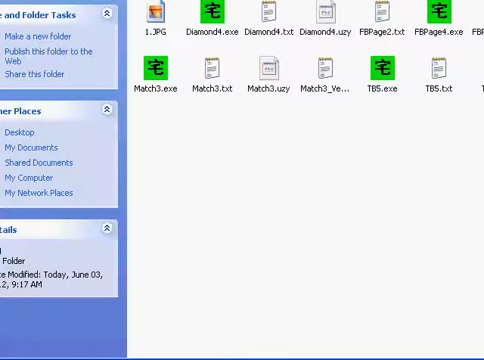 e and Folder Tasks
Make a new folder
Publish this folder to the
Web
Share this folder
her Places
Desktop
My Documents
Shared Documents
My Computer
My Network Places
tails
Folder
te Modified: Today, June 03,
2, 9:17 AM
宅 宅
1.JPG Diamond4.exe Diamond4.txt Diamond4.uzy FBPage2.txt FBPage4.exe FBP
宅 宅
Match3.exe Match3.txt Match3.uzy Match3_Ve... TB5.exe TB5.txt T